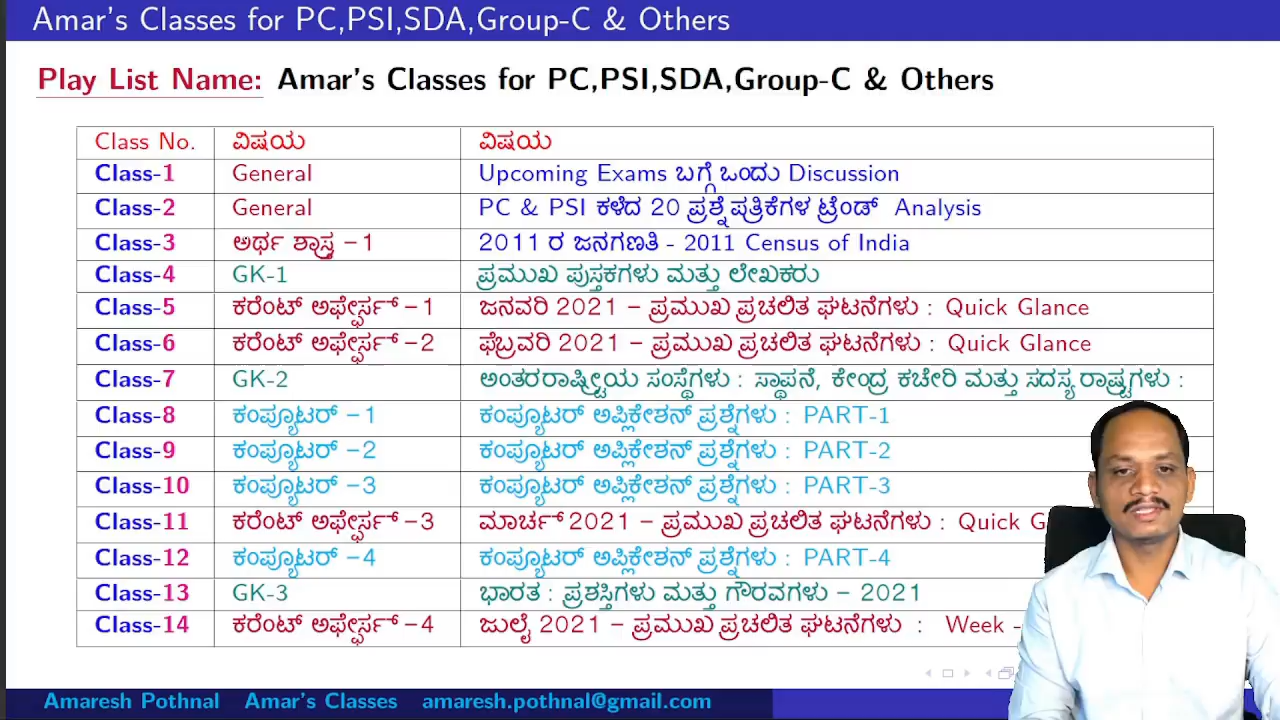 Amar's Classes for PC,PSI,SDA,Group-C & Others
Play List Name: Amar's Classes for PC,PSI,SDA,Group-C & Others
Class No. ವಿಷಯ ವಿಷಯ
Class-1 General Upcoming Exams ಬಗ್ಗೆ ಒಂದು Discussion
Class-2 General PC & PSI ಕಳೆದ 20 ಪ್ರಶ್ನೆ ಪತ್ರಿಕೆಗಳ ಟ್ರೆಂಡ್ Analysis
Class-3 ಅರ್ಥ ಶಾಸ್ತ್ರ – 1 2011 ರ ಜನಗಣತಿ - 2011 Census of India
Class-4 GK-1 ಪ್ರಮುಖ ಪುಸ್ತಕಗಳು ಮತ್ತು ಲೇಖಕರು
Class-5 ಕರೆಂಟ್ ಅಫೇರ್ಸ್ – 1 ಜನವರಿ 2021 – ಪ್ರಮುಖ ಪ್ರಚಲಿತ ಘಟನೆಗಳು : Quick Glance
Class-6 ಕರೆಂಟ್ ಅಫೇರ್ಸ್ – 2 ಫೆಬ್ರವರಿ 2021 – ಪ್ರಮುಖ ಪ್ರಚಲಿತ ಘಟನೆಗಳು : Quick Glance
Class-7 GK-2 ಅಂತರರಾಷ್ಟ್ರೀಯ ಸಂಸ್ಥೆಗಳು : ಸ್ಥಾಪನೆ, ಕೇಂದ್ರ ಕಚೇರಿ ಮತ್ತು ಸದಸ್ಯ ರಾಷ್ಟ್ರಗಳು :
Class-8 ಕಂಪ್ಯೂಟರ್ – 1 ಕಂಪ್ಯೂಟರ್ ಅಪ್ಲಿಕೇಶನ್ ಪ್ರಶ್ನೆಗಳು : PART-1
Class-9 ಕಂಪ್ಯೂಟರ್ – 2 ಕಂಪ್ಯೂಟರ್ ಅಪ್ಲಿಕೇಶನ್ ಪ್ರಶ್ನೆಗಳು : PART-2
Class-10 ಕಂಪ್ಯೂಟರ್ – 3 ಕಂಪ್ಯೂಟರ್ ಅಪ್ಲಿಕೇಶನ್ ಪ್ರಶ್ನೆಗಳು : PART-3
Class-11 ಕರೆಂಟ್ ಅಫೇರ್ಸ್ – 3 ಮಾರ್ಚ್ 2021 – ಪ್ರಮುಖ ಪ್ರಚಲಿತ ಘಟನೆಗಳು : Quick
Class-12 ಕಂಪ್ಯೂಟರ್ – 4 ಕಂಪ್ಯೂಟರ್ ಅಪ್ಲಿಕೇಶನ್ ಪ್ರಶ್ನೆಗಳು : PART-4
Class-13 GK-3 ಭಾರತ : ಪ್ರಶಸ್ತಿಗಳು ಮತ್ತು ಗೌರವಗಳು – 2021
Class-14 ಕರೆಂಟ್ ಅಫೇರ್ಸ್ – 4 ಜುಲೈ 2021 – ಪ್ರಮುಖ ಪ್ರಚಲಿತ ಘಟನೆಗಳು : Week -
Amaresh Pothnal Amar's Classes amaresh.pothnal@gmail.com